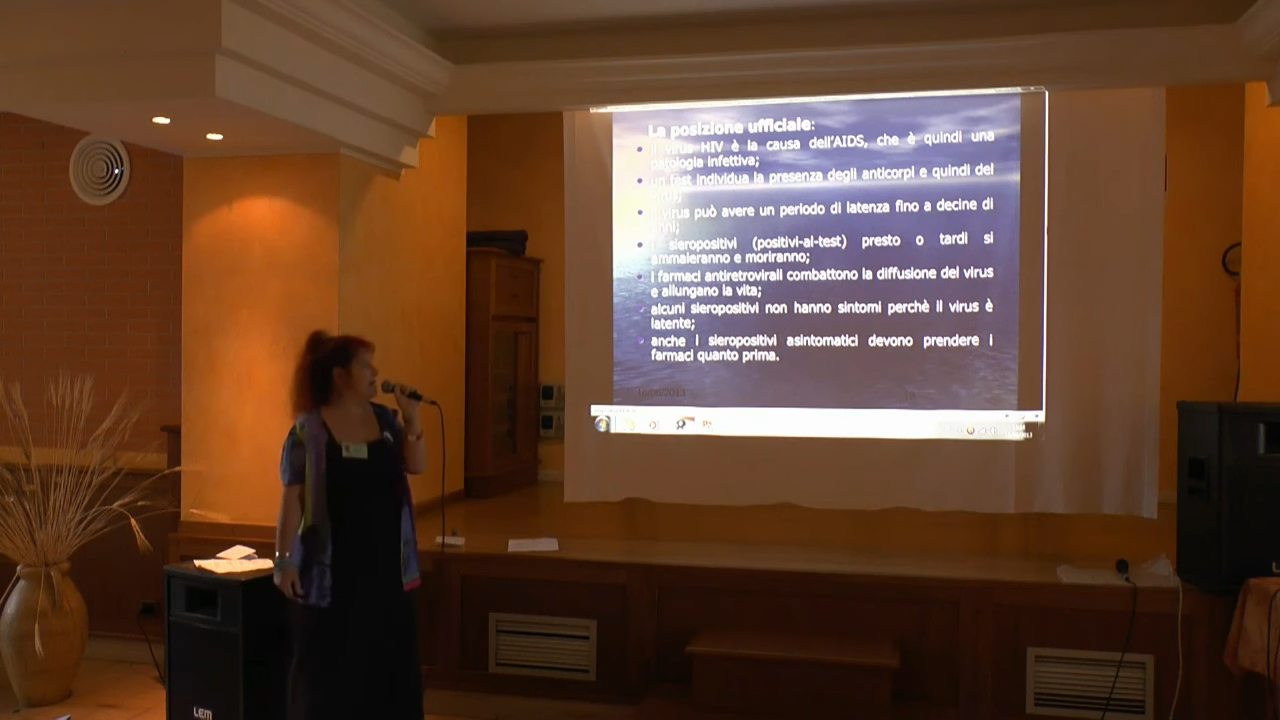 La posizione ufficiale:
il virus HIV è la causa dell'AIDS, che è quindi una
patologia infettiva;
un test individua la presenza degli anticorpi e quindi del
virus;
il virus può avere un periodo di latenza fino a decine di
anni;
i sieropositivi (positivi-al-test) presto o tardi si
ammaleranno e moriranno;
i farmaci antiretrovirali combattono la diffusione del virus
e allungano la vita;
alcuni sieropositivi non hanno sintomi perchè il virus è
latente;
anche i sieropositivi asintomatici devono prendere i
farmaci quanto prima.
LEM